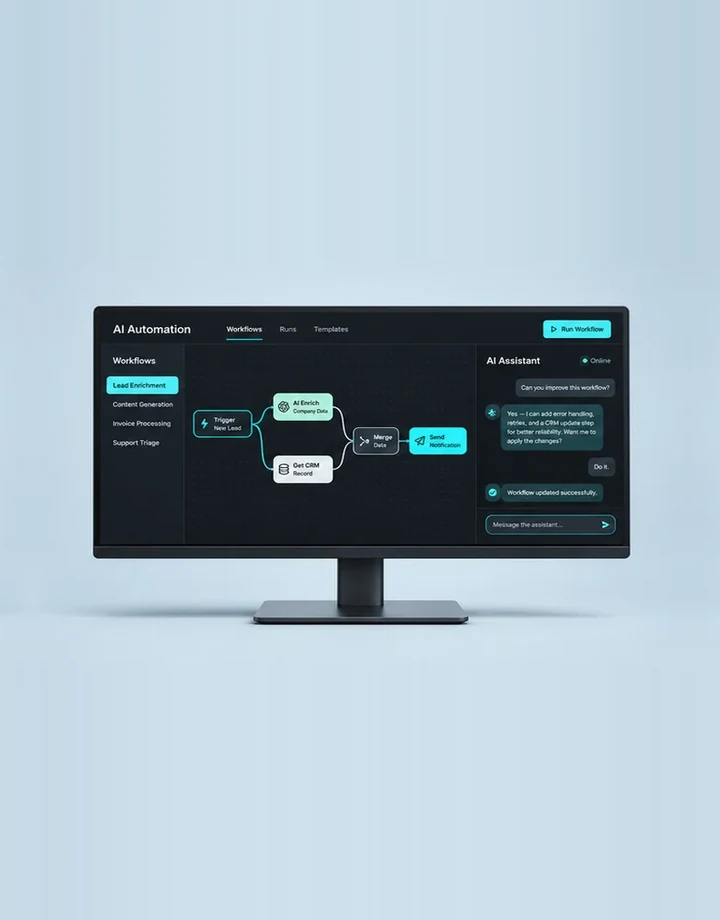 AI Automation
Workflows
Runs
Templates
Run Workflow
Workflows
Lead Enrichment
Content Generation
Invoice Processing
Support Triage
Trigger
New Lead
AI Enrich
Company Data
Get CRM
Record
Merge
Data
Send
Notification
AI Assistant
Online
Can you improve this workflow?
Yes — I can add error handling,
retries, and a CRM update step
for better reliability. Want me to
apply the changes?
Do it.
Workflow updated successfully.
Message the assistant...